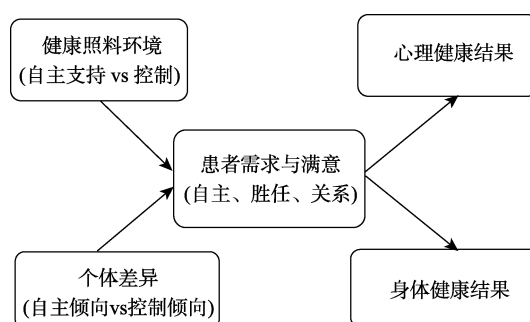 健康照料环境
(自主支持 vs 控制)
心理健康结果
患者需求与满意
(自主、胜任、关系)
个体差异
(自主倾向vs控制倾向)
身体健康结果